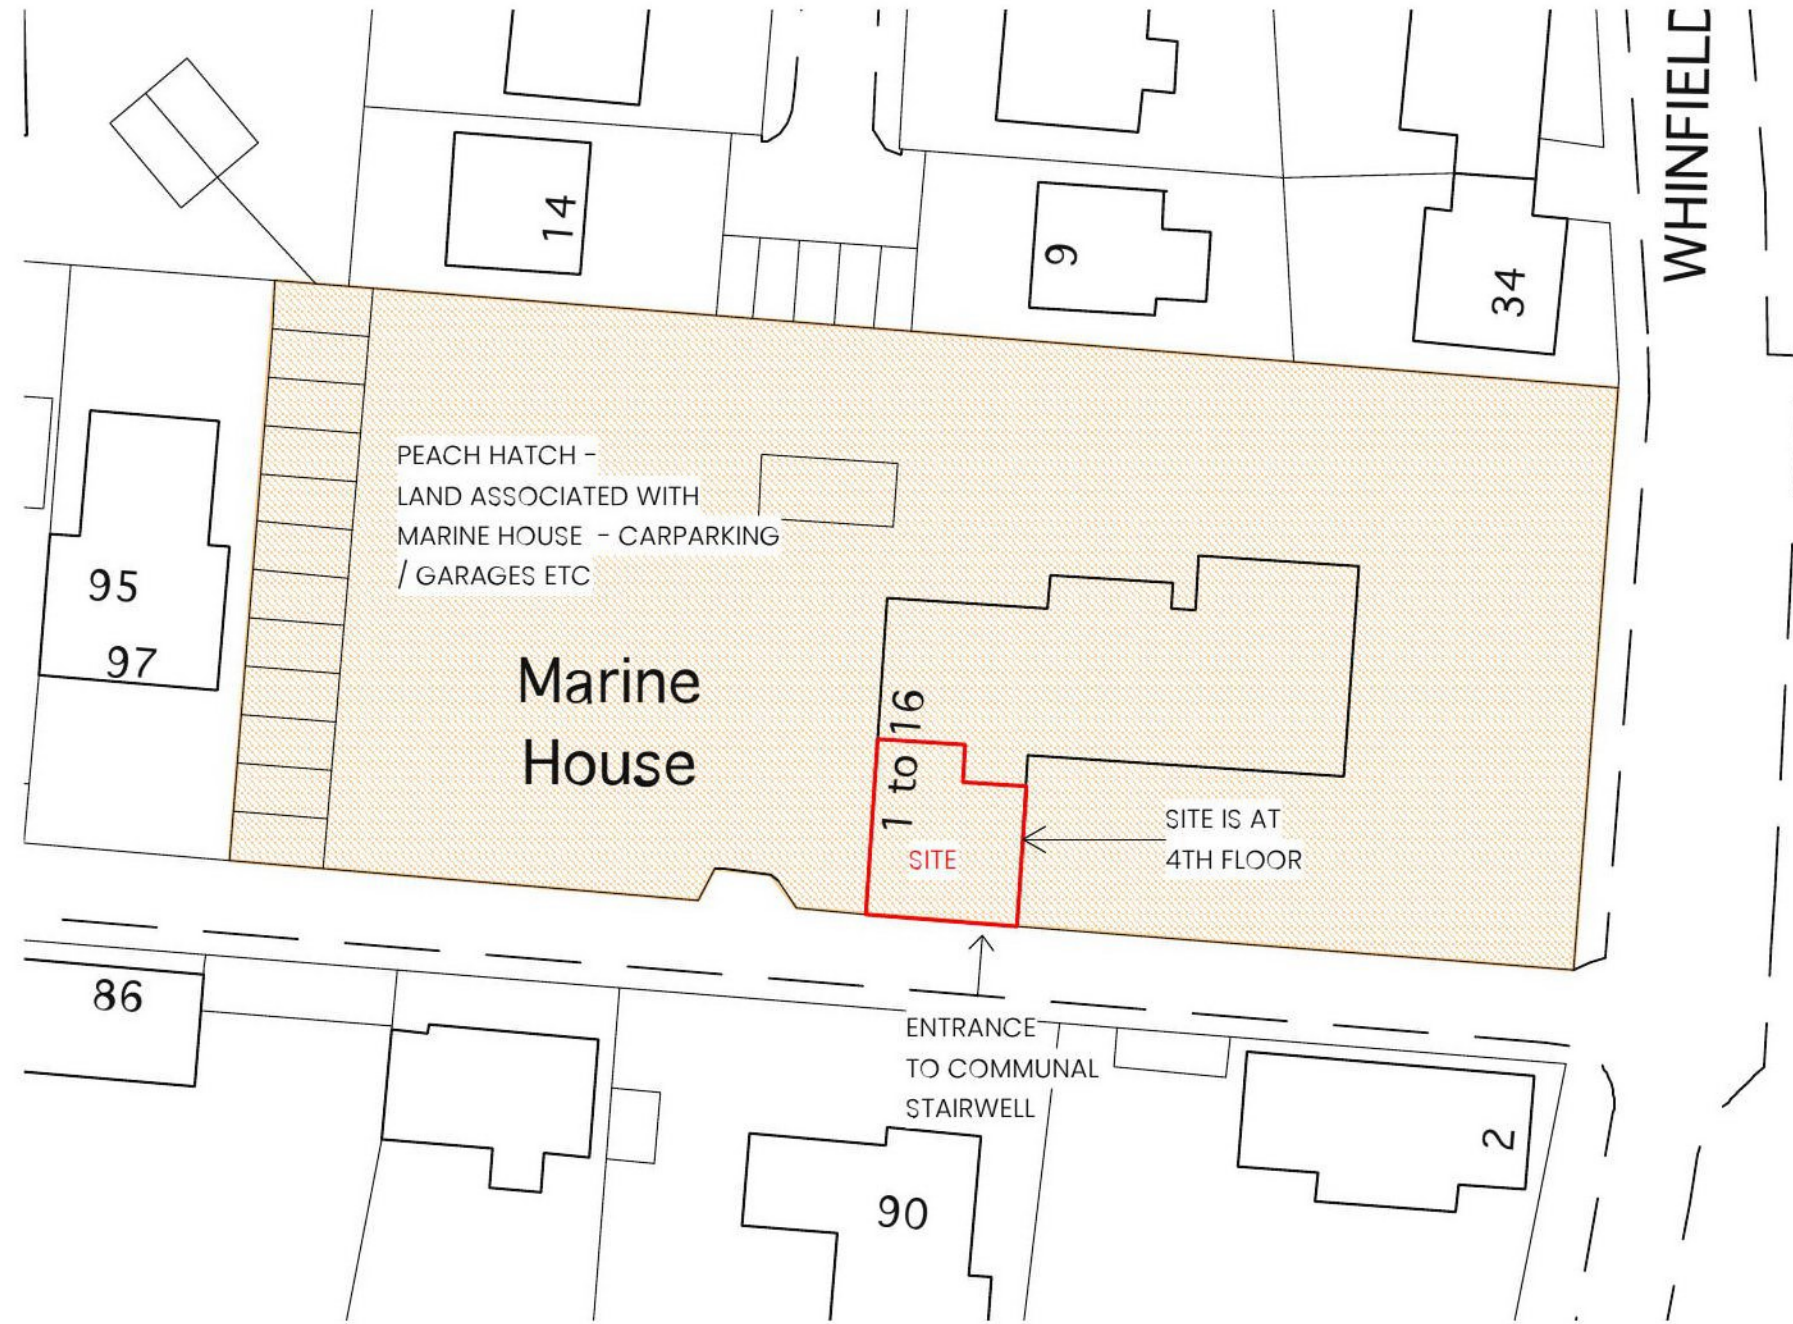 WHINFIELD
14
9
34
PEACH HATCH -
LAND ASSOCIATED WITH
MARINE HOUSE - CARPARKING
/ GARAGES ETC
95
97
Marine
House
1 to 16
SITE
SITE IS AT
4TH FLOOR
86
ENTRANCE
TO COMMUNAL
STAIRWELL
90
2